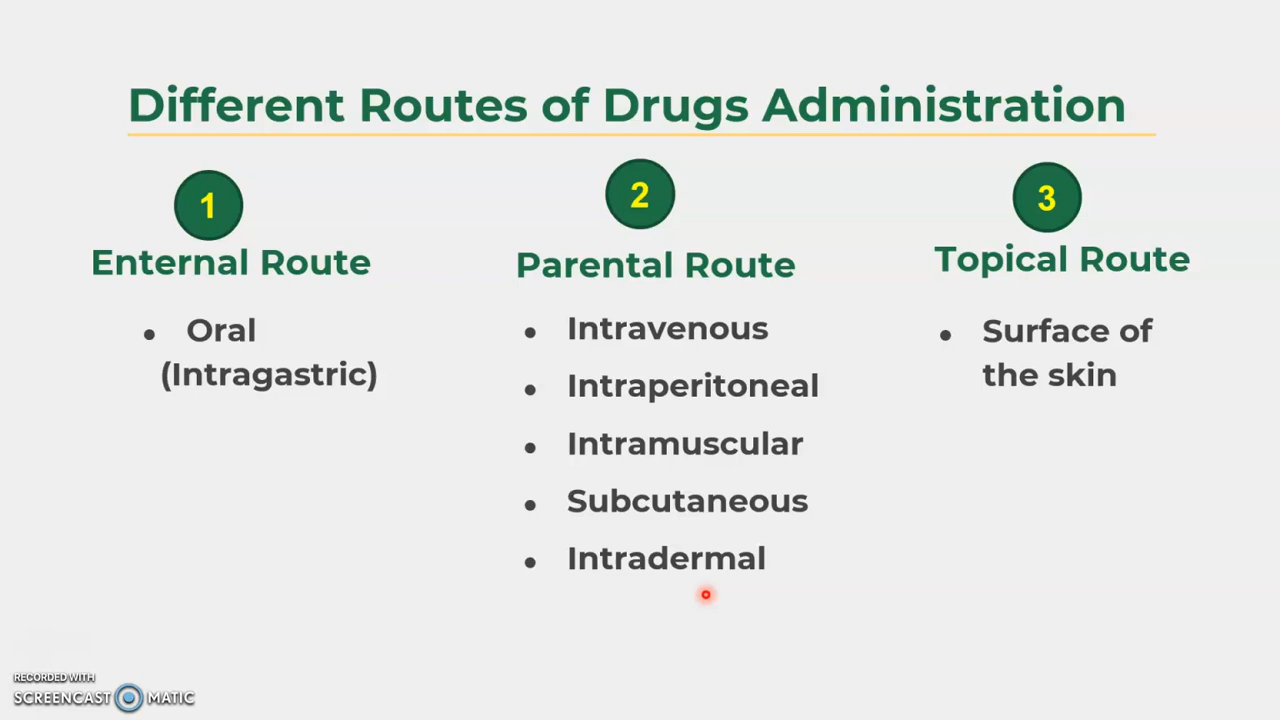 Different Routes of Drugs Administration
1
Enternal Route
• Oral
(Intragastric)
2
Parental Route
• Intravenous
• Intraperitoneal
• Intramuscular
• Subcutaneous
• Intradermal
3
Topical Route
• Surface of
the skin
RECORDED WITH
SCREENCAST MATIC